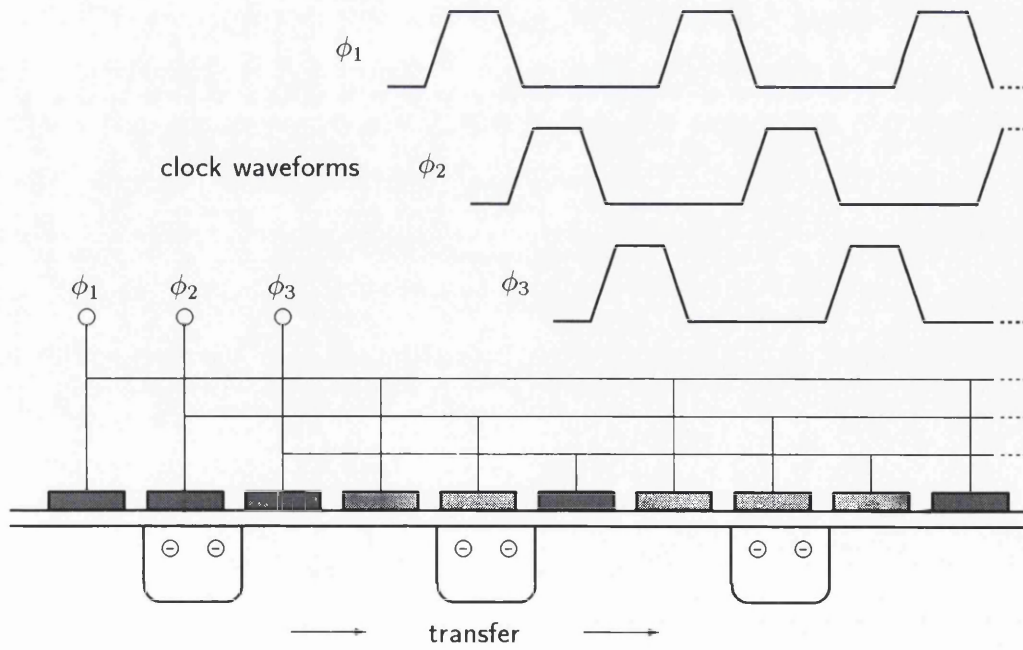 ϕ1
clock waveforms ϕ2
ϕ1 ϕ2 ϕ3 ϕ3
⊖ ⊖ ⊖ ⊖ ⊖ ⊖
transfer